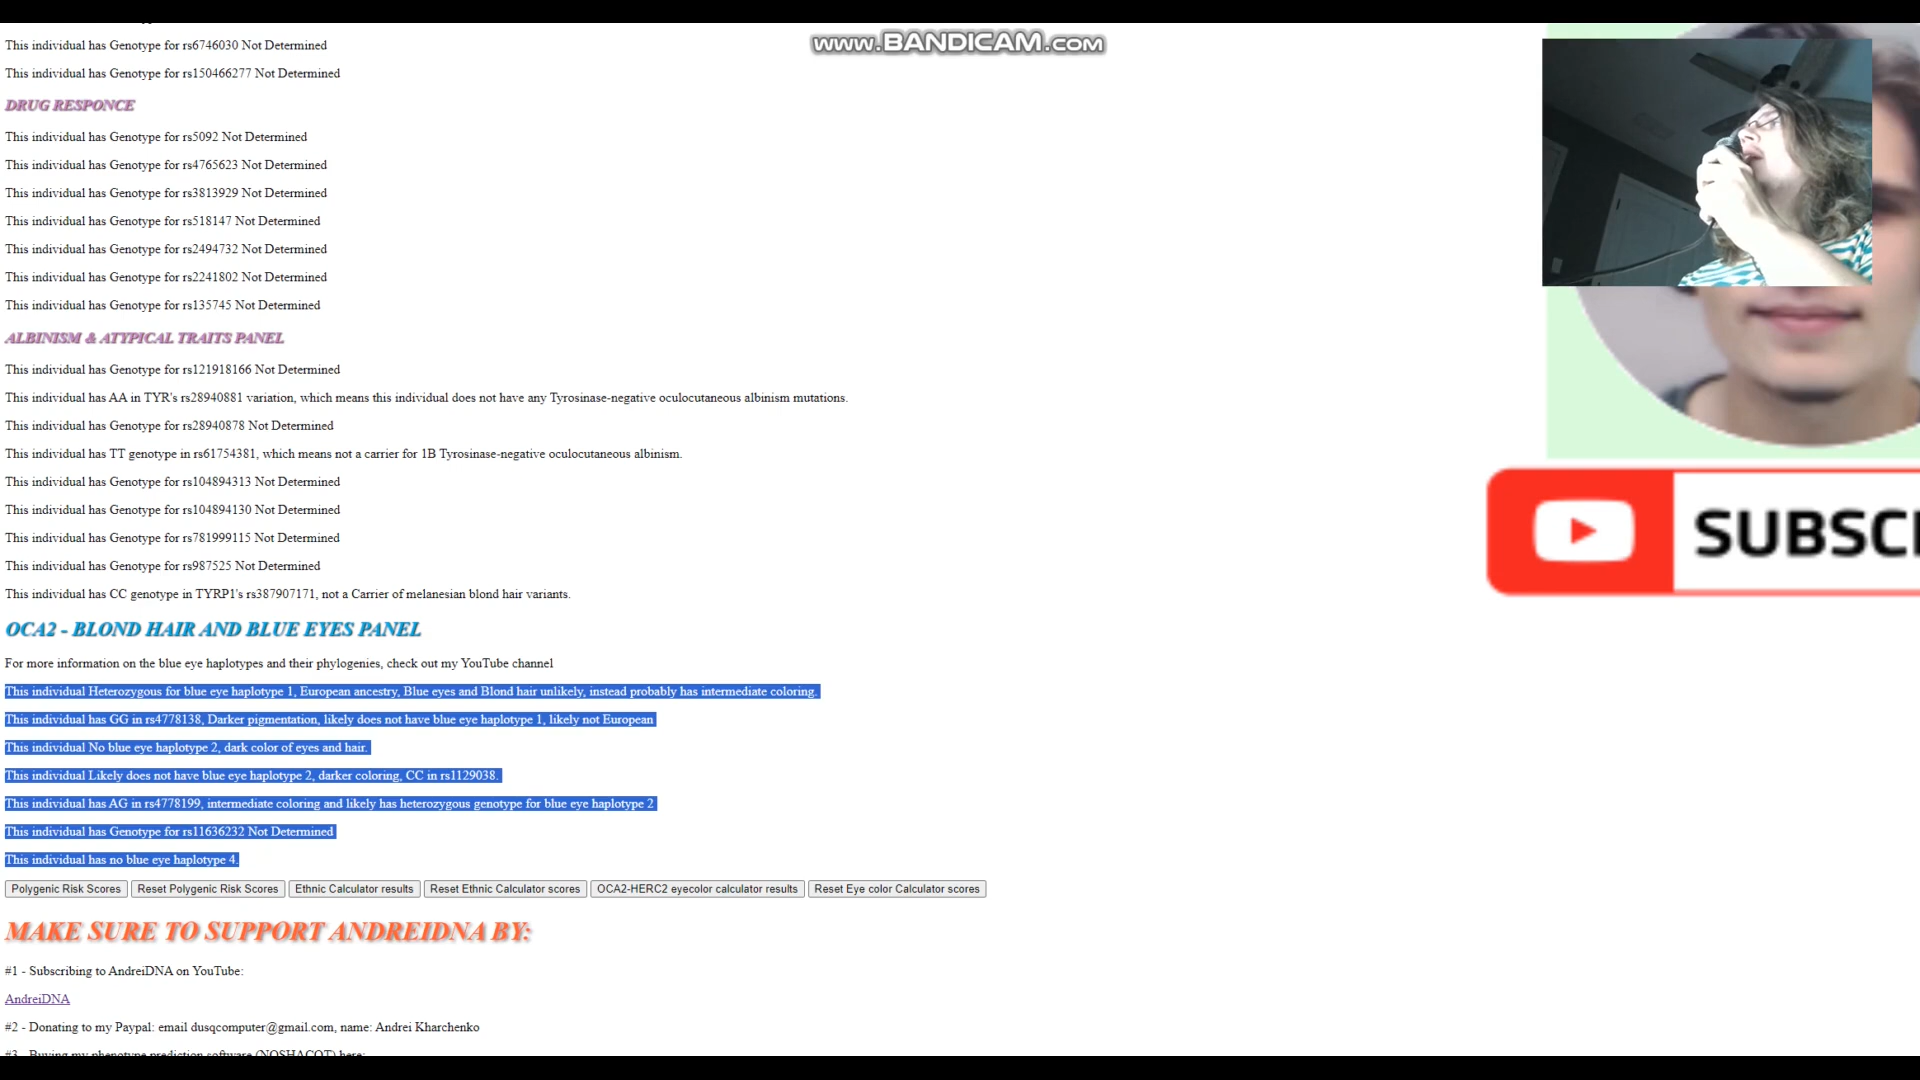 www.BANDICAM.com
This individual has Genotype for rs6746030 Not Determined
This individual has Genotype for rs150466277 Not Determined
DRUG RESPONCE
This individual has Genotype for rs5092 Not Determined
This individual has Genotype for rs4765623 Not Determined
This individual has Genotype for rs3813929 Not Determined
This individual has Genotype for rs518147 Not Determined
This individual has Genotype for rs2494732 Not Determined
This individual has Genotype for rs2241802 Not Determined
This individual has Genotype for rs135745 Not Determined
ALBINISM & ATYPICAL TRAITS PANEL
This individual has Genotype for rs121918166 Not Determined
This individual has AA in TYR's rs28940881 variation, which means this individual does not have any Tyrosinase-negative oculocutaneous albinism mutations.
This individual has Genotype for rs28940878 Not Determined
This individual has TT genotype in rs61754381, which means not a carrier for 1B Tyrosinase-negative oculocutaneous albinism.
This individual has Genotype for rs104894313 Not Determined
This individual has Genotype for rs104894130 Not Determined
This individual has Genotype for rs781999115 Not Determined
This individual has Genotype for rs987525 Not Determined
This individual has CC genotype in TYRP1's rs387907171, not a Carrier of melanesian blond hair variants.
OCA2 - BLOND HAIR AND BLUE EYES PANEL
For more information on the blue eye haplotypes and their phylogenies, check out my YouTube channel
This individual Heterozygous for blue eye haplotype 1, European ancestry, Blue eyes and Blond hair unlikely, instead probably has intermediate coloring.
This individual has GG in rs4778138, Darker pigmentation, likely does not have blue eye haplotype 1, likely not European
This individual No blue eye haplotype 2, dark color of eyes and hair.
This individual Likely does not have blue eye haplotype 2, darker coloring, CC in rs1129038.
This individual has AG in rs4778199, intermediate coloring and likely has heterozygous genotype for blue eye haplotype 2
This individual has Genotype for rs11636232 Not Determined
This individual has no blue eye haplotype 4.
Polygenic Risk Scores Reset Polygenic Risk Scores Ethnic Calculator results Reset Ethnic Calculator scores OCA2-HERC2 eyecolor calculator results Reset Eye color Calculator scores
MAKE SURE TO SUPPORT ANDREIDNA BY:
#1 - Subscribing to AndreiDNA on YouTube:
AndreiDNA
#2 - Donating to my Paypal: email dusqcomputer@gmail.com, name: Andrei Kharchenko
#3 - Buying my phenotype prediction software (NOSHACOT) here:
SUBSC